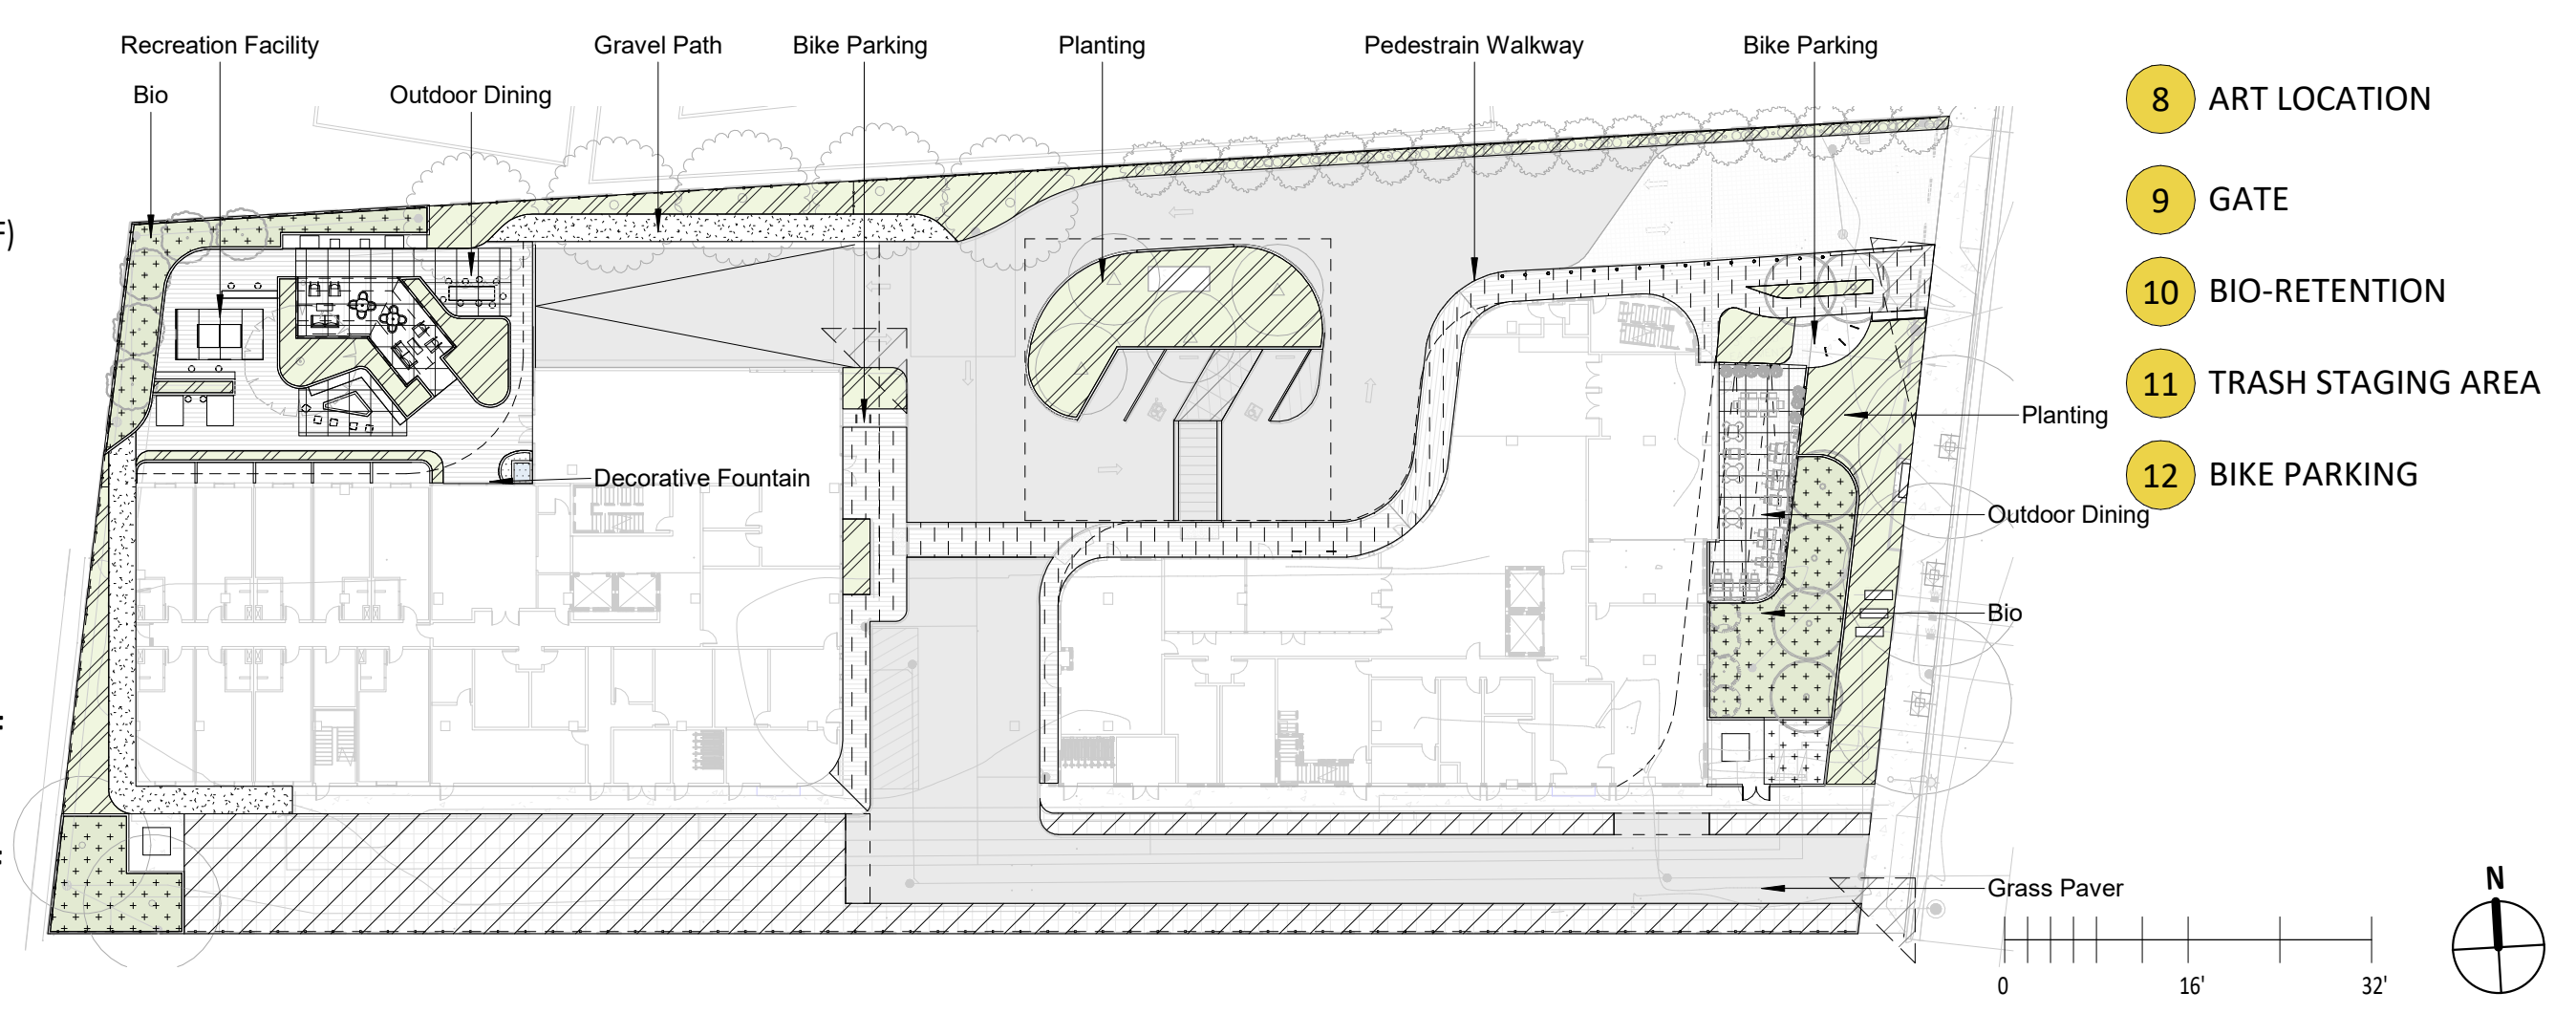 Recreation Facility
Gravel Path
Bike Parking
Planting
Pedestrain Walkway
Bike Parking
Bio
Outdoor Dining
8 ART LOCATION
9 GATE
F)
10 BIO-RETENTION
11 TRASH STAGING AREA
Planting
12 BIKE PARKING
Decorative Fountain
Outdoor Dining
Bio
Grass Paver
N
0 16' 32'